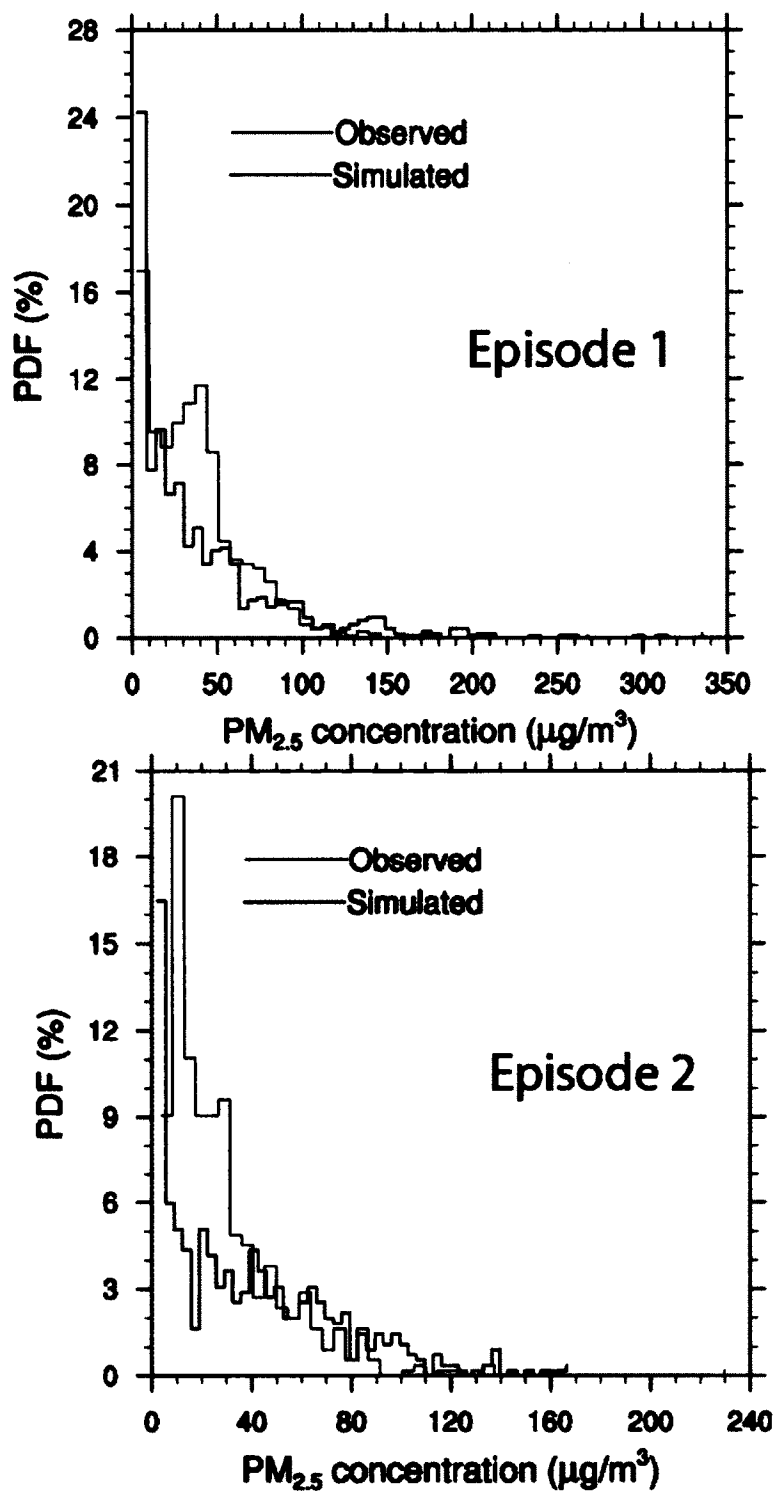 28
24
20
16
12
8
4
0
PDF (%)
Observed
Simulated
Episode 1
0 50 100 150 200 250 300 350
PM2.5 concentration (μg/m3)
21
18
15
12
9
6
3
0
PDF (%)
Observed
Simulated
Episode 2
0 40 80 120 160 200 240
PM2.5 concentration (μg/m3)